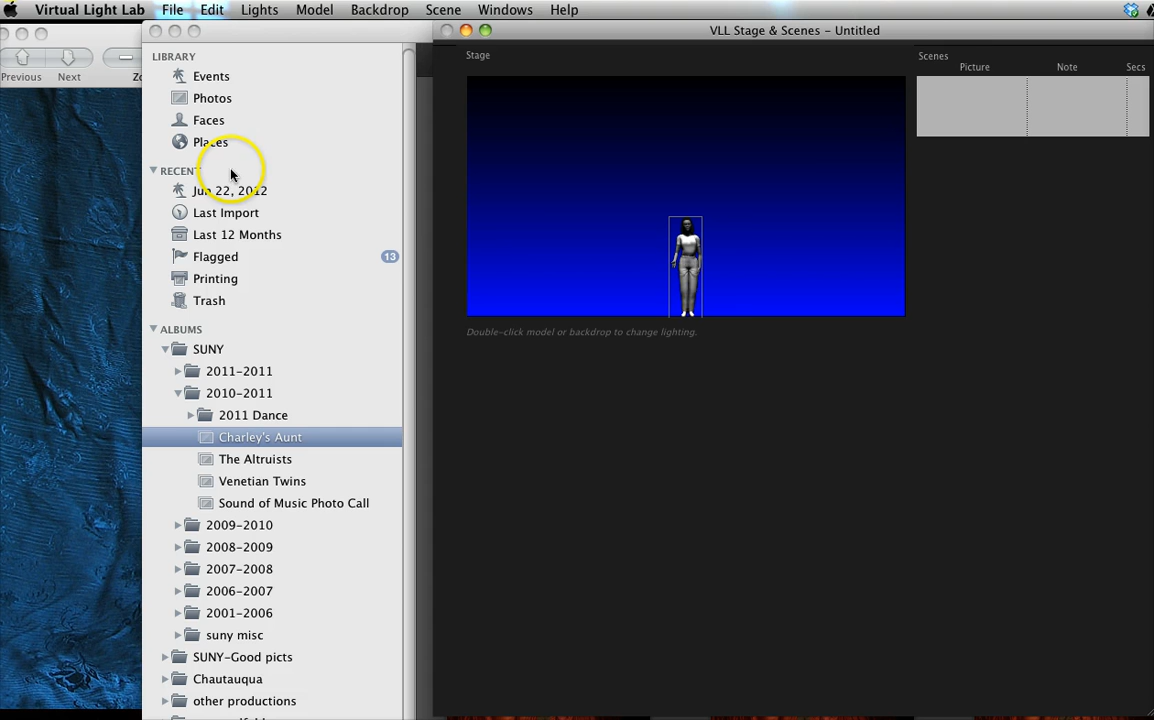 Virtual Light Lab File Edit Lights Model Backdrop Scene Windows Help
VLL Stage & Scenes – Untitled
Previous Next Zo
LIBRARY
Events
Photos
Faces
Places
RECENT
Jun 22, 2012
Last Import
Last 12 Months
Flagged 13
Printing
Trash
ALBUMS
SUNY
2011-2011
2010-2011
2011 Dance
Charley's Aunt
The Altruists
Venetian Twins
Sound of Music Photo Call
2009-2010
2008-2009
2007-2008
2006-2007
2001-2006
suny misc
SUNY-Good picts
Chautauqua
other productions
Stage
Double-click model or backdrop to change lighting.
Scenes
Picture Note Secs